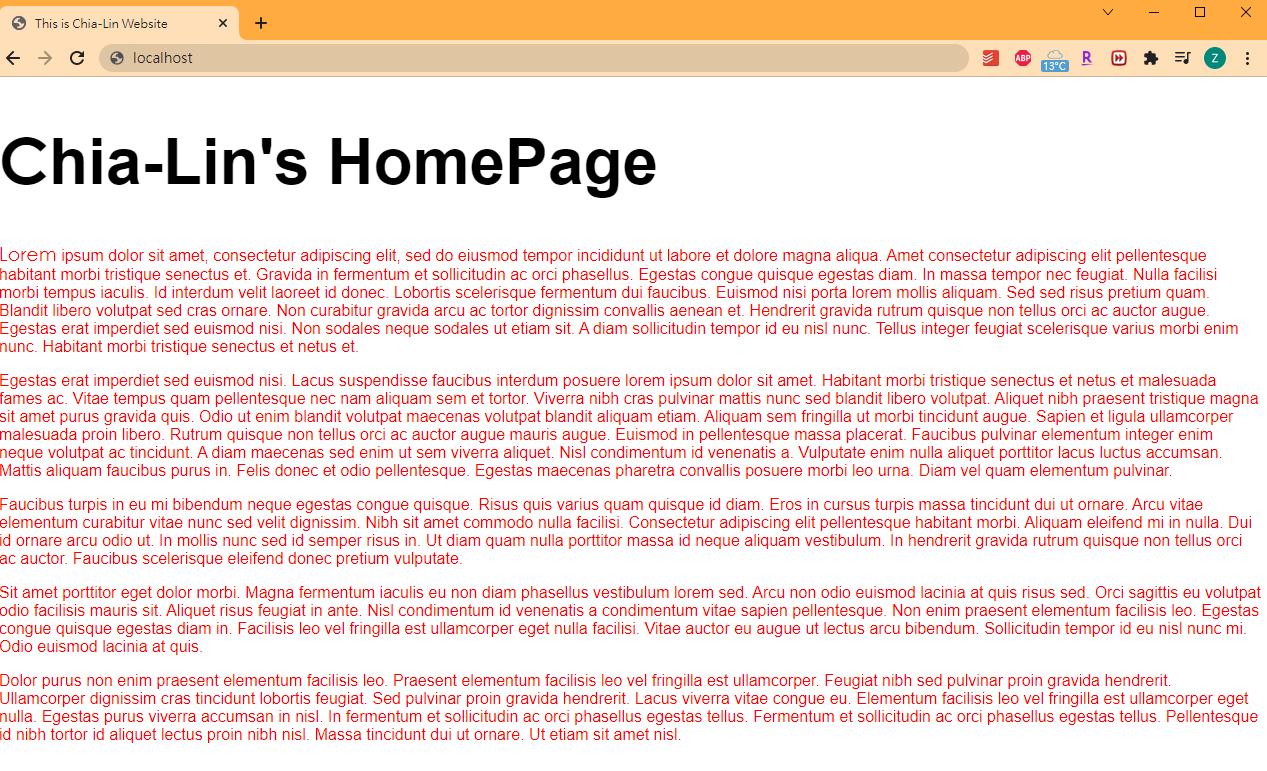 This is Chia-Lin Website
localhost
ABP
13°C
R
Z
Chia-Lin's HomePage
Lorem ipsum dolor sit amet, consectetur adipiscing elit, sed do eiusmod tempor incididunt ut labore et dolore magna aliqua. Amet consectetur adipiscing elit pellentesque
habitant morbi tristique senectus et. Gravida in fermentum et sollicitudin ac orci phasellus. Egestas congue quisque egestas diam. In massa tempor nec feugiat. Nulla facilisi
morbi tempus iaculis. Id interdum velit laoreet id donec. Lobortis scelerisque fermentum dui faucibus. Euismod nisi porta lorem mollis aliquam. Sed sed risus pretium quam.
Blandit libero volutpat sed cras ornare. Non curabitur gravida arcu ac tortor dignissim convallis aenean et. Hendrerit gravida rutrum quisque non tellus orci ac auctor augue.
Egestas erat imperdiet sed euismod nisi. Non sodales neque sodales ut etiam sit. A diam sollicitudin tempor id eu nisl nunc. Tellus integer feugiat scelerisque varius morbi enim
nunc. Habitant morbi tristique senectus et netus et.
Egestas erat imperdiet sed euismod nisi. Lacus suspendisse faucibus interdum posuere lorem ipsum dolor sit amet. Habitant morbi tristique senectus et netus et malesuada
fames ac. Vitae tempus quam pellentesque nec nam aliquam sem et tortor. Viverra nibh cras pulvinar mattis nunc sed blandit libero volutpat. Aliquet nibh praesent tristique magna
sit amet purus gravida quis. Odio ut enim blandit volutpat maecenas volutpat blandit aliquam etiam. Aliquam sem fringilla ut morbi tincidunt augue. Sapien et ligula ullamcorper
malesuada proin libero. Rutrum quisque non tellus orci ac auctor augue mauris augue. Euismod in pellentesque massa placerat. Faucibus pulvinar elementum integer enim
neque volutpat ac tincidunt. A diam maecenas sed enim ut sem viverra aliquet. Nisl condimentum id venenatis a. Vulputate enim nulla aliquet porttitor lacus luctus accumsan.
Mattis aliquam faucibus purus in. Felis donec et odio pellentesque. Egestas maecenas pharetra convallis posuere morbi leo urna. Diam vel quam elementum pulvinar.
Faucibus turpis in eu mi bibendum neque egestas congue quisque. Risus quis varius quam quisque id diam. Eros in cursus turpis massa tincidunt dui ut ornare. Arcu vitae
elementum curabitur vitae nunc sed velit dignissim. Nibh sit amet commodo nulla facilisi. Consectetur adipiscing elit pellentesque habitant morbi. Aliquam eleifend mi in nulla. Dui
id ornare arcu odio ut. In mollis nunc sed id semper risus in. Ut diam quam nulla porttitor massa id neque aliquam vestibulum. In hendrerit gravida rutrum quisque non tellus orci
ac auctor. Faucibus scelerisque eleifend donec pretium vulputate.
Sit amet porttitor eget dolor morbi. Magna fermentum iaculis eu non diam phasellus vestibulum lorem sed. Arcu non odio euismod lacinia at quis risus sed. Orci sagittis eu volutpat
odio facilisis mauris sit. Aliquet risus feugiat in ante. Nisl condimentum id venenatis a condimentum vitae sapien pellentesque. Non enim praesent elementum facilisis leo. Egestas
congue quisque egestas diam in. Facilisis leo vel fringilla est ullamcorper eget nulla facilisi. Vitae auctor eu augue ut lectus arcu bibendum. Sollicitudin tempor id eu nisl nunc mi.
Odio euismod lacinia at quis.
Dolor purus non enim praesent elementum facilisis leo. Praesent elementum facilisis leo vel fringilla est ullamcorper. Feugiat nibh sed pulvinar proin gravida hendrerit.
Ullamcorper dignissim cras tincidunt lobortis feugiat. Sed pulvinar proin gravida hendrerit. Lacus viverra vitae congue eu. Elementum facilisis leo vel fringilla est ullamcorper eget
nulla. Egestas purus viverra accumsan in nisl. In fermentum et sollicitudin ac orci phasellus egestas tellus. Fermentum et sollicitudin ac orci phasellus egestas tellus. Pellentesque
id nibh tortor id aliquet lectus proin nibh nisl. Massa tincidunt dui ut ornare. Ut etiam sit amet nisl.